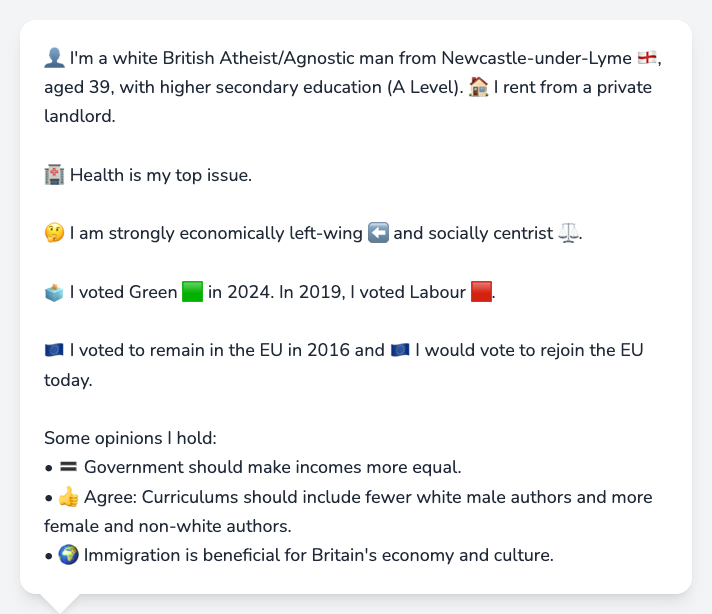 👤 I'm a white British Atheist/Agnostic man from Newcastle-under-Lyme 🏴󠁧󠁢󠁥󠁮󠁧󠁿,
aged 39, with higher secondary education (A Level). 🏠 I rent from a private
landlord.
🏥 Health is my top issue.
🤔 I am strongly economically left-wing ⬅️ and socially centrist ⚖️.
🗳️ I voted Green 🟩 in 2024. In 2019, I voted Labour 🟥.
🇪🇺 I voted to remain in the EU in 2016 and 🇪🇺 I would vote to rejoin the EU
today.
Some opinions I hold:
• 🟰 Government should make incomes more equal.
• 👍 Agree: Curriculums should include fewer white male authors and more
female and non-white authors.
• 🌍 Immigration is beneficial for Britain's economy and culture.